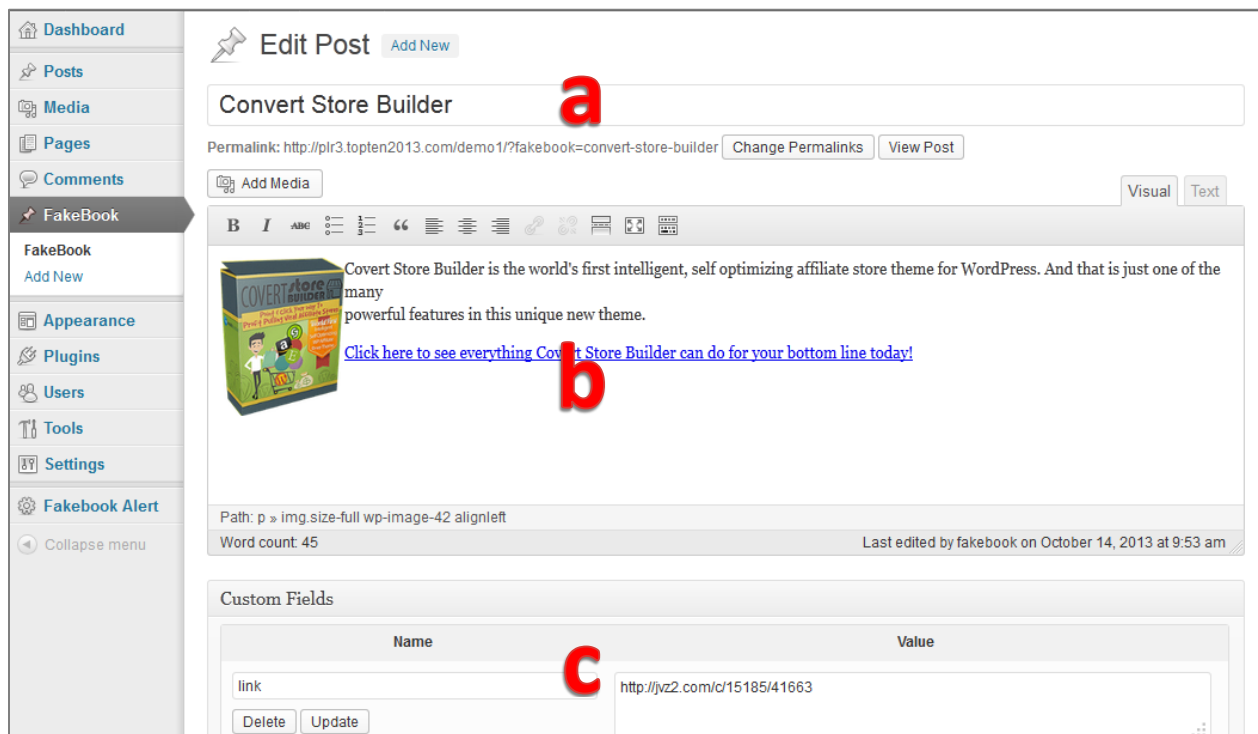 Dashboard
Posts
Media
Pages
Comments
FakeBook
FakeBook
Add New
Appearance
Plugins
Users
Tools
Settings
Fakebook Alert
Collapse menu
Edit Post Add New
a
Convert Store Builder
Permalink: http://plr3.topten2013.com/demo1/?fakebook=convert-store-builder Change Permalinks View Post
Add Media
Visual Text
B I ABC
COVERT store
BUILDER
Covert Store Builder is the world's first intelligent, self optimizing affiliate store theme for WordPress. And that is just one of the
many
powerful features in this unique new theme.
Click here to see everything Covert Store Builder can do for your bottom line today!
b
Path: p » img.size-full wp-image-42 alignleft
Word count: 45 Last edited by fakebook on October 14, 2013 at 9:53 am
Custom Fields
Name Value
c
link http://jvz2.com/c/15185/41663
Delete Update